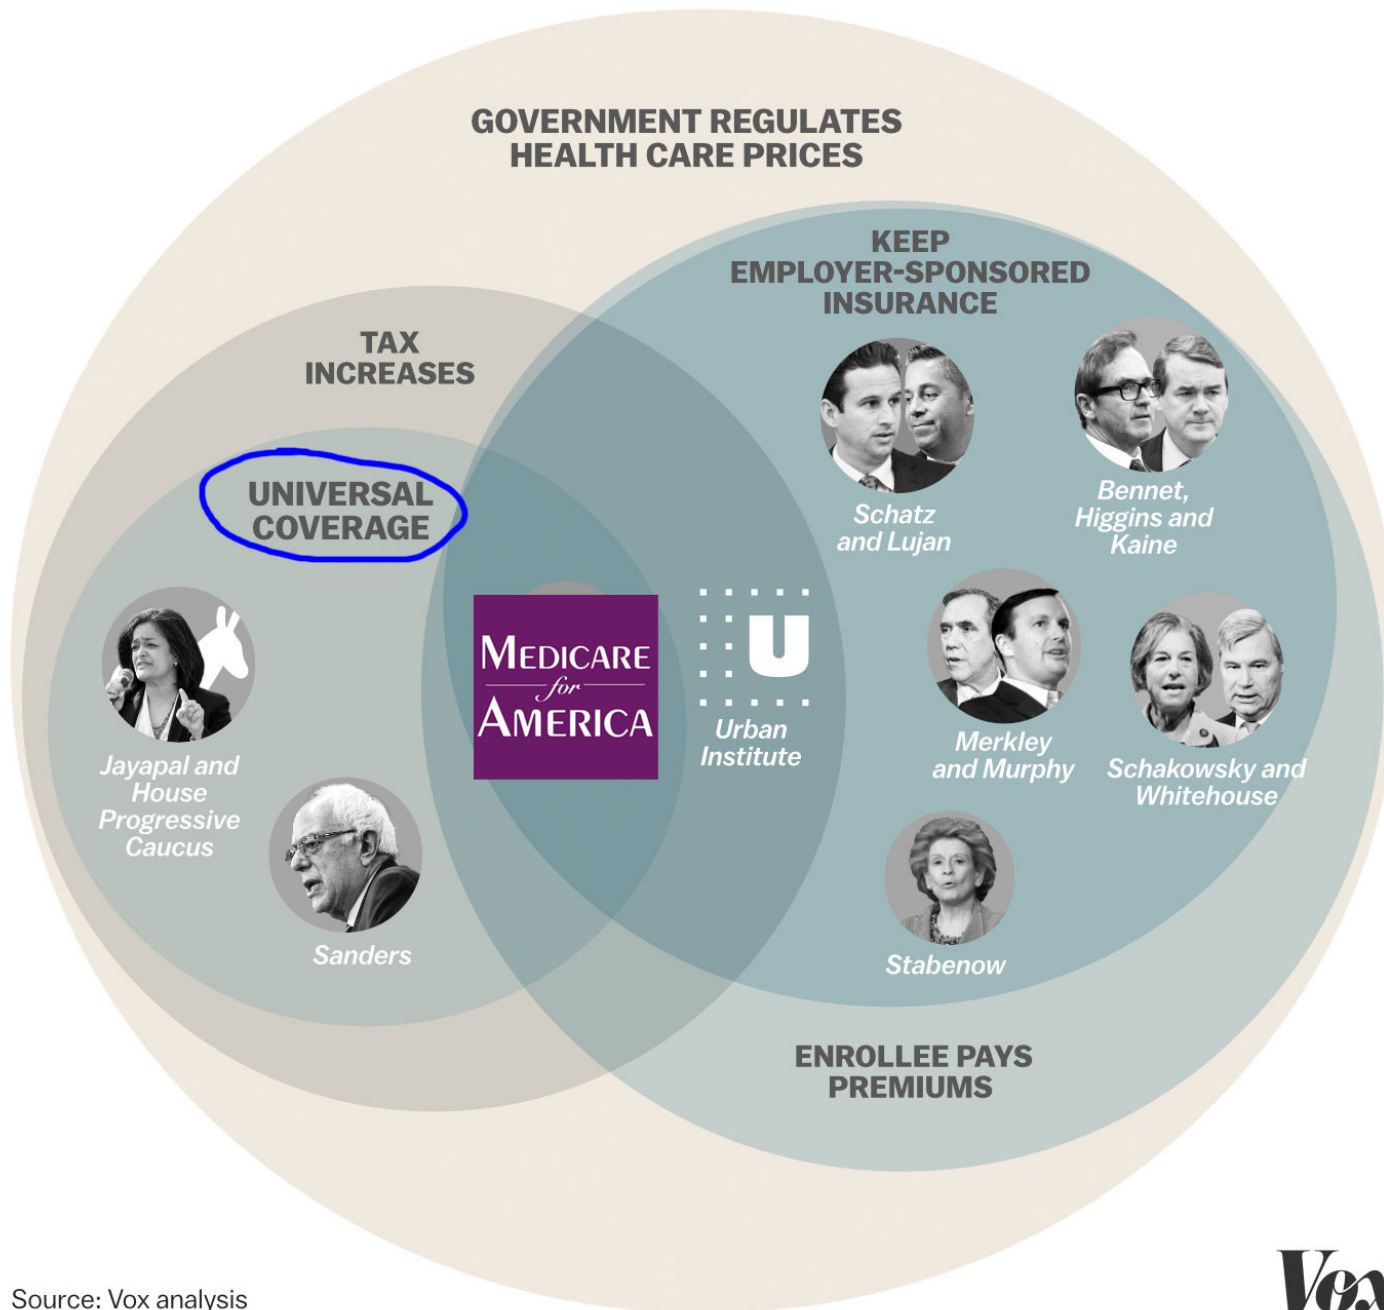 GOVERNMENT REGULATES
HEALTH CARE PRICES
KEEP
EMPLOYER-SPONSORED
INSURANCE
TAX
INCREASES
UNIVERSAL
COVERAGE
Schatz
and Lujan
Bennet,
Higgins and
Kaine
MEDICARE
for
AMERICA
U
Urban
Institute
Merkley
and Murphy
Schakowsky and
Whitehouse
Jayapal and
House
Progressive
Caucus
Sanders
Stabenow
ENROLLEE PAYS
PREMIUMS
Source: Vox analysis
Vox